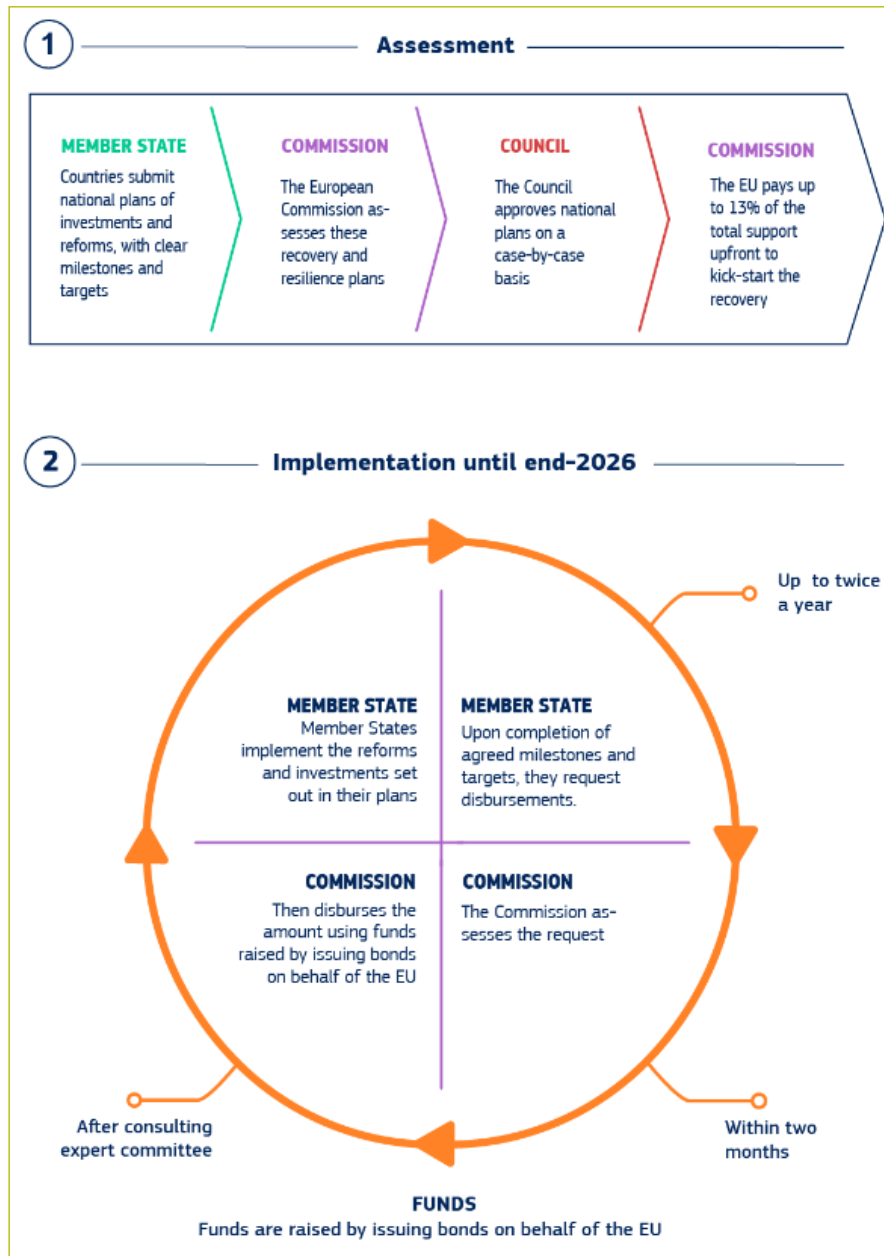 1
Assessment
MEMBER STATE
Countries submit
national plans of
investments and
reforms, with clear
milestones and
targets
COMMISSION
The European
Commission as-
sesses these
recovery and
resilience plans
COUNCIL
The Council
approves national
plans on a
case-by-case
basis
COMMISSION
The EU pays up
to 13% of the
total support
upfront to
kick-start the
recovery
2
Implementation until end-2026
Up to twice
a year
MEMBER STATE
Member States
implement the reforms
and investments set
out in their plans
MEMBER STATE
Upon completion of
agreed milestones and
targets, they request
disbursements.
COMMISSION
Then disburses the
amount using funds
raised by issuing bonds
on behalf of the EU
COMMISSION
The Commission as-
sesses the request
After consulting
expert committee
Within two
months
FUNDS
Funds are raised by issuing bonds on behalf of the EU